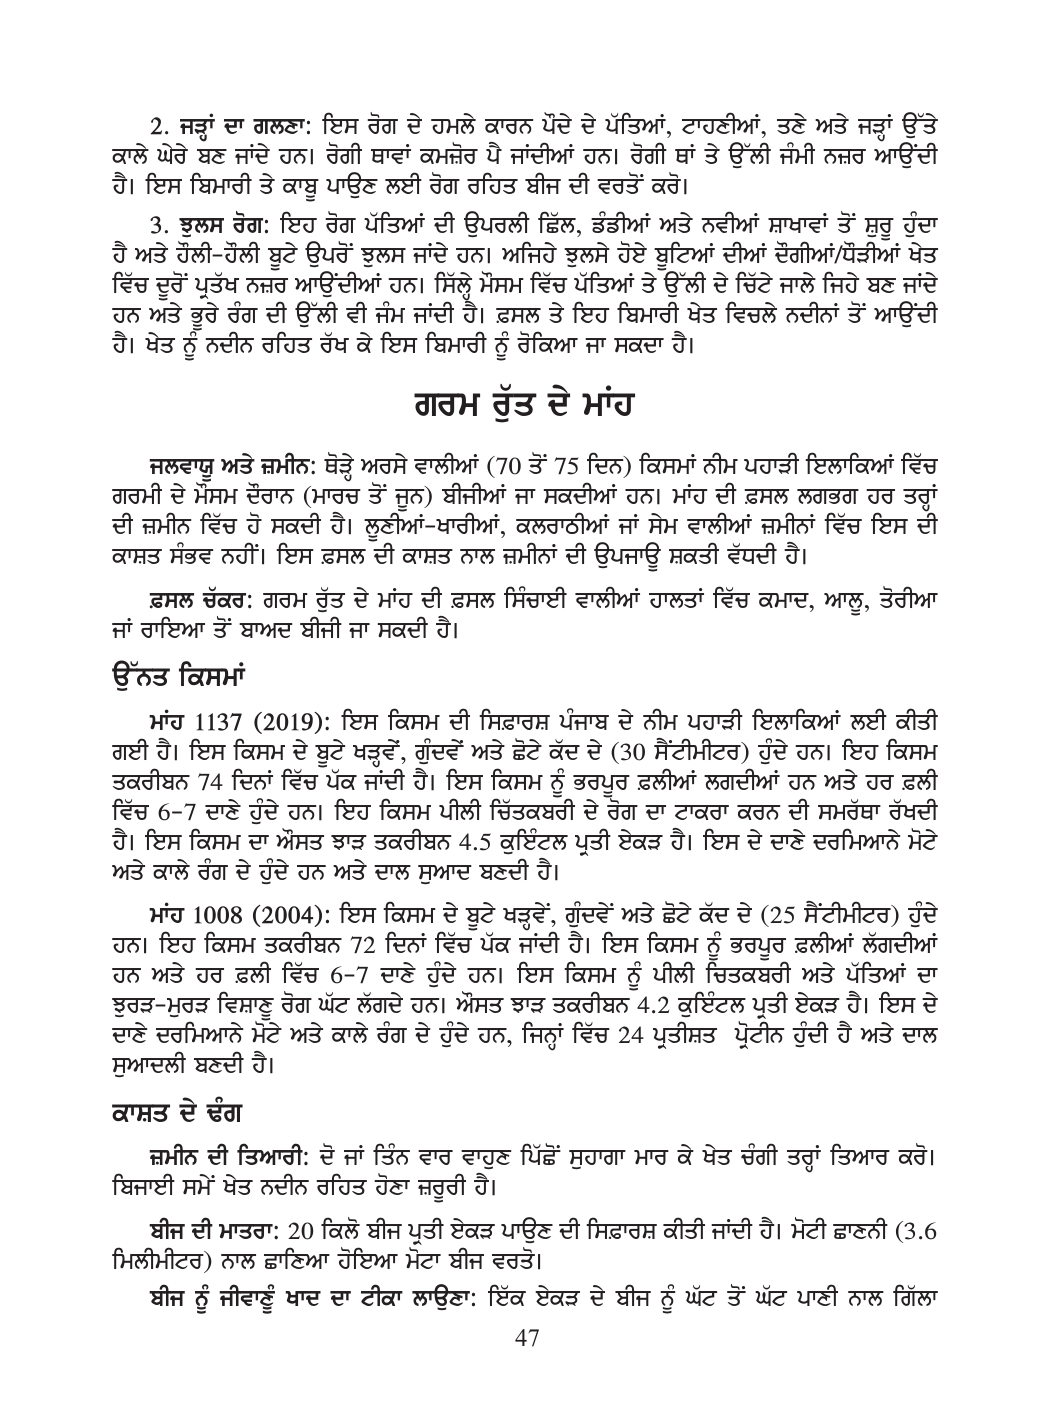 2. ਜੜ੍ਹਾਂ ਦਾ ਗਲਣਾ: ਇਸ ਰੋਗ ਦੇ ਹਮਲੇ ਕਾਰਨ ਪੌਦੇ ਦੇ ਪੱਤਿਆਂ, ਟਾਹਣੀਆਂ, ਤਣੇ ਅਤੇ ਜੜ੍ਹਾਂ ਉੱਤੇ
ਕਾਲੇ ਘੇਰੇ ਬਣ ਜਾਂਦੇ ਹਨ। ਰੋਗੀ ਥਾਵਾਂ ਕਮਜ਼ੋਰ ਪੈ ਜਾਂਦੀਆਂ ਹਨ। ਰੋਗੀ ਥਾਂ ਤੇ ਉੱਲੀ ਜੰਮੀ ਨਜ਼ਰ ਆਉਂਦੀ
ਹੈ। ਇਸ ਬਿਮਾਰੀ ਤੇ ਕਾਬੂ ਪਾਉਣ ਲਈ ਰੋਗ ਰਹਿਤ ਬੀਜ ਦੀ ਵਰਤੋਂ ਕਰੋ।
3. ਝੁਲਸ ਰੋਗ: ਇਹ ਰੋਗ ਪੱਤਿਆਂ ਦੀ ਉਪਰਲੀ ਛਿੱਲ, ਡੰਡੀਆਂ ਅਤੇ ਨਵੀਆਂ ਸ਼ਾਖਾਵਾਂ ਤੋਂ ਸ਼ੁਰੂ ਹੁੰਦਾ
ਹੈ ਅਤੇ ਹੌਲੀ-ਹੌਲੀ ਬੂਟੇ ਉਪਰੋਂ ਝੁਲਸ ਜਾਂਦੇ ਹਨ। ਅਜਿਹੇ ਝੁਲਸੇ ਹੋਏ ਬੂਟਿਆਂ ਦੀਆਂ ਦੌਗੀਆਂ/ਧੌੜੀਆਂ ਖੇਤ
ਵਿੱਚ ਦੂਰੋਂ ਪ੍ਰਤੱਖ ਨਜ਼ਰ ਆਉਂਦੀਆਂ ਹਨ। ਸਿੱਲ੍ਹੇ ਮੌਸਮ ਵਿੱਚ ਪੱਤਿਆਂ ਤੇ ਉੱਲੀ ਦੇ ਚਿੱਟੇ ਜਾਲੇ ਜਿਹੇ ਬਣ ਜਾਂਦੇ
ਹਨ ਅਤੇ ਭੂਰੇ ਰੰਗ ਦੀ ਉੱਲੀ ਵੀ ਜੰਮ ਜਾਂਦੀ ਹੈ। ਫ਼ਸਲ ਤੇ ਇਹ ਬਿਮਾਰੀ ਖੇਤ ਵਿਚਲੇ ਨਦੀਨਾਂ ਤੋਂ ਆਉਂਦੀ
ਹੈ। ਖੇਤ ਨੂੰ ਨਦੀਨ ਰਹਿਤ ਰੱਖ ਕੇ ਇਸ ਬਿਮਾਰੀ ਨੂੰ ਰੋਕਿਆ ਜਾ ਸਕਦਾ ਹੈ।
ਗਰਮ ਰੁੱਤ ਦੇ ਮਾਂਹ
ਜਲਵਾਯੂ ਅਤੇ ਜ਼ਮੀਨ: ਥੋੜ੍ਹੇ ਅਰਸੇ ਵਾਲੀਆਂ (70 ਤੋਂ 75 ਦਿਨ) ਕਿਸਮਾਂ ਨੀਮ ਪਹਾੜੀ ਇਲਾਕਿਆਂ ਵਿੱਚ
ਗਰਮੀ ਦੇ ਮੌਸਮ ਦੌਰਾਨ (ਮਾਰਚ ਤੋਂ ਜੂਨ) ਬੀਜੀਆਂ ਜਾ ਸਕਦੀਆਂ ਹਨ। ਮਾਂਹ ਦੀ ਫ਼ਸਲ ਲਗਭਗ ਹਰ ਤਰ੍ਹਾਂ
ਦੀ ਜ਼ਮੀਨ ਵਿੱਚ ਹੋ ਸਕਦੀ ਹੈ। ਲੂਣੀਆਂ-ਖਾਰੀਆਂ, ਕਲਰਾਠੀਆਂ ਜਾਂ ਸੇਮ ਵਾਲੀਆਂ ਜ਼ਮੀਨਾਂ ਵਿੱਚ ਇਸ ਦੀ
ਕਾਸ਼ਤ ਸੰਭਵ ਨਹੀਂ। ਇਸ ਫ਼ਸਲ ਦੀ ਕਾਸ਼ਤ ਨਾਲ ਜ਼ਮੀਨਾਂ ਦੀ ਉਪਜਾਊ ਸ਼ਕਤੀ ਵੱਧਦੀ ਹੈ।
ਫ਼ਸਲ ਚੱਕਰ: ਗਰਮ ਰੁੱਤ ਦੇ ਮਾਂਹ ਦੀ ਫ਼ਸਲ ਸਿੰਚਾਈ ਵਾਲੀਆਂ ਹਾਲਤਾਂ ਵਿੱਚ ਕਮਾਦ, ਆਲੂ, ਤੋਰੀਆ
ਜਾਂ ਰਾਇਆ ਤੋਂ ਬਾਅਦ ਬੀਜੀ ਜਾ ਸਕਦੀ ਹੈ।
ਉੱਨਤ ਕਿਸਮਾਂ
ਮਾਂਹ 1137 (2019): ਇਸ ਕਿਸਮ ਦੀ ਸਿਫ਼ਾਰਸ਼ ਪੰਜਾਬ ਦੇ ਨੀਮ ਪਹਾੜੀ ਇਲਾਕਿਆਂ ਲਈ ਕੀਤੀ
ਗਈ ਹੈ। ਇਸ ਕਿਸਮ ਦੇ ਬੂਟੇ ਖੜ੍ਹਵੇਂ, ਗੁੰਦਵੇਂ ਅਤੇ ਛੋਟੇ ਕੱਦ ਦੇ (30 ਸੈਂਟੀਮੀਟਰ) ਹੁੰਦੇ ਹਨ। ਇਹ ਕਿਸਮ
ਤਕਰੀਬਨ 74 ਦਿਨਾਂ ਵਿੱਚ ਪੱਕ ਜਾਂਦੀ ਹੈ। ਇਸ ਕਿਸਮ ਨੂੰ ਭਰਪੂਰ ਫ਼ਲੀਆਂ ਲਗਦੀਆਂ ਹਨ ਅਤੇ ਹਰ ਫ਼ਲੀ
ਵਿੱਚ 6-7 ਦਾਣੇ ਹੁੰਦੇ ਹਨ। ਇਹ ਕਿਸਮ ਪੀਲੀ ਚਿੱਤਕਬਰੀ ਦੇ ਰੋਗ ਦਾ ਟਾਕਰਾ ਕਰਨ ਦੀ ਸਮਰੱਥਾ ਰੱਖਦੀ
ਹੈ। ਇਸ ਕਿਸਮ ਦਾ ਔਸਤ ਝਾੜ ਤਕਰੀਬਨ 4.5 ਕੁਇੰਟਲ ਪ੍ਰਤੀ ਏਕੜ ਹੈ। ਇਸ ਦੇ ਦਾਣੇ ਦਰਮਿਆਨੇ ਮੋਟੇ
ਅਤੇ ਕਾਲੇ ਰੰਗ ਦੇ ਹੁੰਦੇ ਹਨ ਅਤੇ ਦਾਲ ਸੁਆਦ ਬਣਦੀ ਹੈ।
ਮਾਂਹ 1008 (2004): ਇਸ ਕਿਸਮ ਦੇ ਬੂਟੇ ਖੜ੍ਹਵੇਂ, ਗੁੰਦਵੇਂ ਅਤੇ ਛੋਟੇ ਕੱਦ ਦੇ (25 ਸੈਂਟੀਮੀਟਰ) ਹੁੰਦੇ
ਹਨ। ਇਹ ਕਿਸਮ ਤਕਰੀਬਨ 72 ਦਿਨਾਂ ਵਿੱਚ ਪੱਕ ਜਾਂਦੀ ਹੈ। ਇਸ ਕਿਸਮ ਨੂੰ ਭਰਪੂਰ ਫ਼ਲੀਆਂ ਲੱਗਦੀਆਂ
ਹਨ ਅਤੇ ਹਰ ਫ਼ਲੀ ਵਿੱਚ 6-7 ਦਾਣੇ ਹੁੰਦੇ ਹਨ। ਇਸ ਕਿਸਮ ਨੂੰ ਪੀਲੀ ਚਿਤਕਬਰੀ ਅਤੇ ਪੱਤਿਆਂ ਦਾ
ਝੁਰੜ-ਮੁਰੜ ਵਿਸ਼ਾਣੂ ਰੋਗ ਘੱਟ ਲੱਗਦੇ ਹਨ। ਔਸਤ ਝਾੜ ਤਕਰੀਬਨ 4.2 ਕੁਇੰਟਲ ਪ੍ਰਤੀ ਏਕੜ ਹੈ। ਇਸ ਦੇ
ਦਾਣੇ ਦਰਮਿਆਨੇ ਮੋਟੇ ਅਤੇ ਕਾਲੇ ਰੰਗ ਦੇ ਹੁੰਦੇ ਹਨ, ਜਿਨ੍ਹਾਂ ਵਿੱਚ 24 ਪ੍ਰਤੀਸ਼ਤ ਪ੍ਰੋਟੀਨ ਹੁੰਦੀ ਹੈ ਅਤੇ ਦਾਲ
ਸੁਆਦਲੀ ਬਣਦੀ ਹੈ।
ਕਾਸ਼ਤ ਦੇ ਢੰਗ
ਜ਼ਮੀਨ ਦੀ ਤਿਆਰੀ: ਦੋ ਜਾਂ ਤਿੰਨ ਵਾਰ ਵਾਹੁਣ ਪਿੱਛੋਂ ਸੁਹਾਗਾ ਮਾਰ ਕੇ ਖੇਤ ਚੰਗੀ ਤਰ੍ਹਾਂ ਤਿਆਰ ਕਰੋ।
ਬਿਜਾਈ ਸਮੇਂ ਖੇਤ ਨਦੀਨ ਰਹਿਤ ਹੋਣਾ ਜ਼ਰੂਰੀ ਹੈ।
ਬੀਜ ਦੀ ਮਾਤਰਾ: 20 ਕਿਲੋ ਬੀਜ ਪ੍ਰਤੀ ਏਕੜ ਪਾਉਣ ਦੀ ਸਿਫ਼ਾਰਸ਼ ਕੀਤੀ ਜਾਂਦੀ ਹੈ। ਮੋਟੀ ਛਾਣਨੀ (3.6
ਮਿਲੀਮੀਟਰ) ਨਾਲ ਛਾਣਿਆ ਹੋਇਆ ਮੋਟਾ ਬੀਜ ਵਰਤੋ।
ਬੀਜ ਨੂੰ ਜੀਵਾਣੂੰ ਖਾਦ ਦਾ ਟੀਕਾ ਲਾਉਣਾ: ਇੱਕ ਏਕੜ ਦੇ ਬੀਜ ਨੂੰ ਘੱਟ ਤੋਂ ਘੱਟ ਪਾਣੀ ਨਾਲ ਗਿੱਲਾ
47